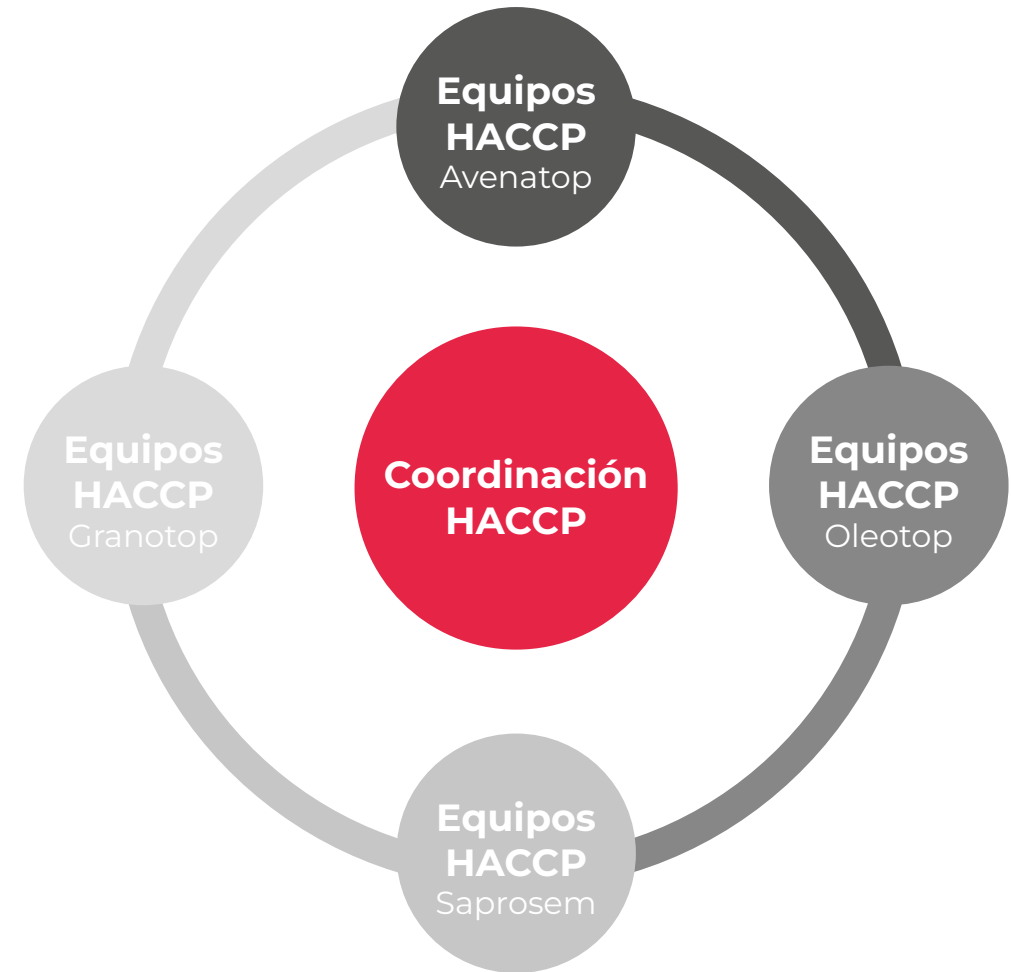 Equipos
HACCP
Avenatop
Equipos
HACCP
Granotop
Coordinación
HACCP
Equipos
HACCP
Oleotop
Equipos
HACCP
Saprosem